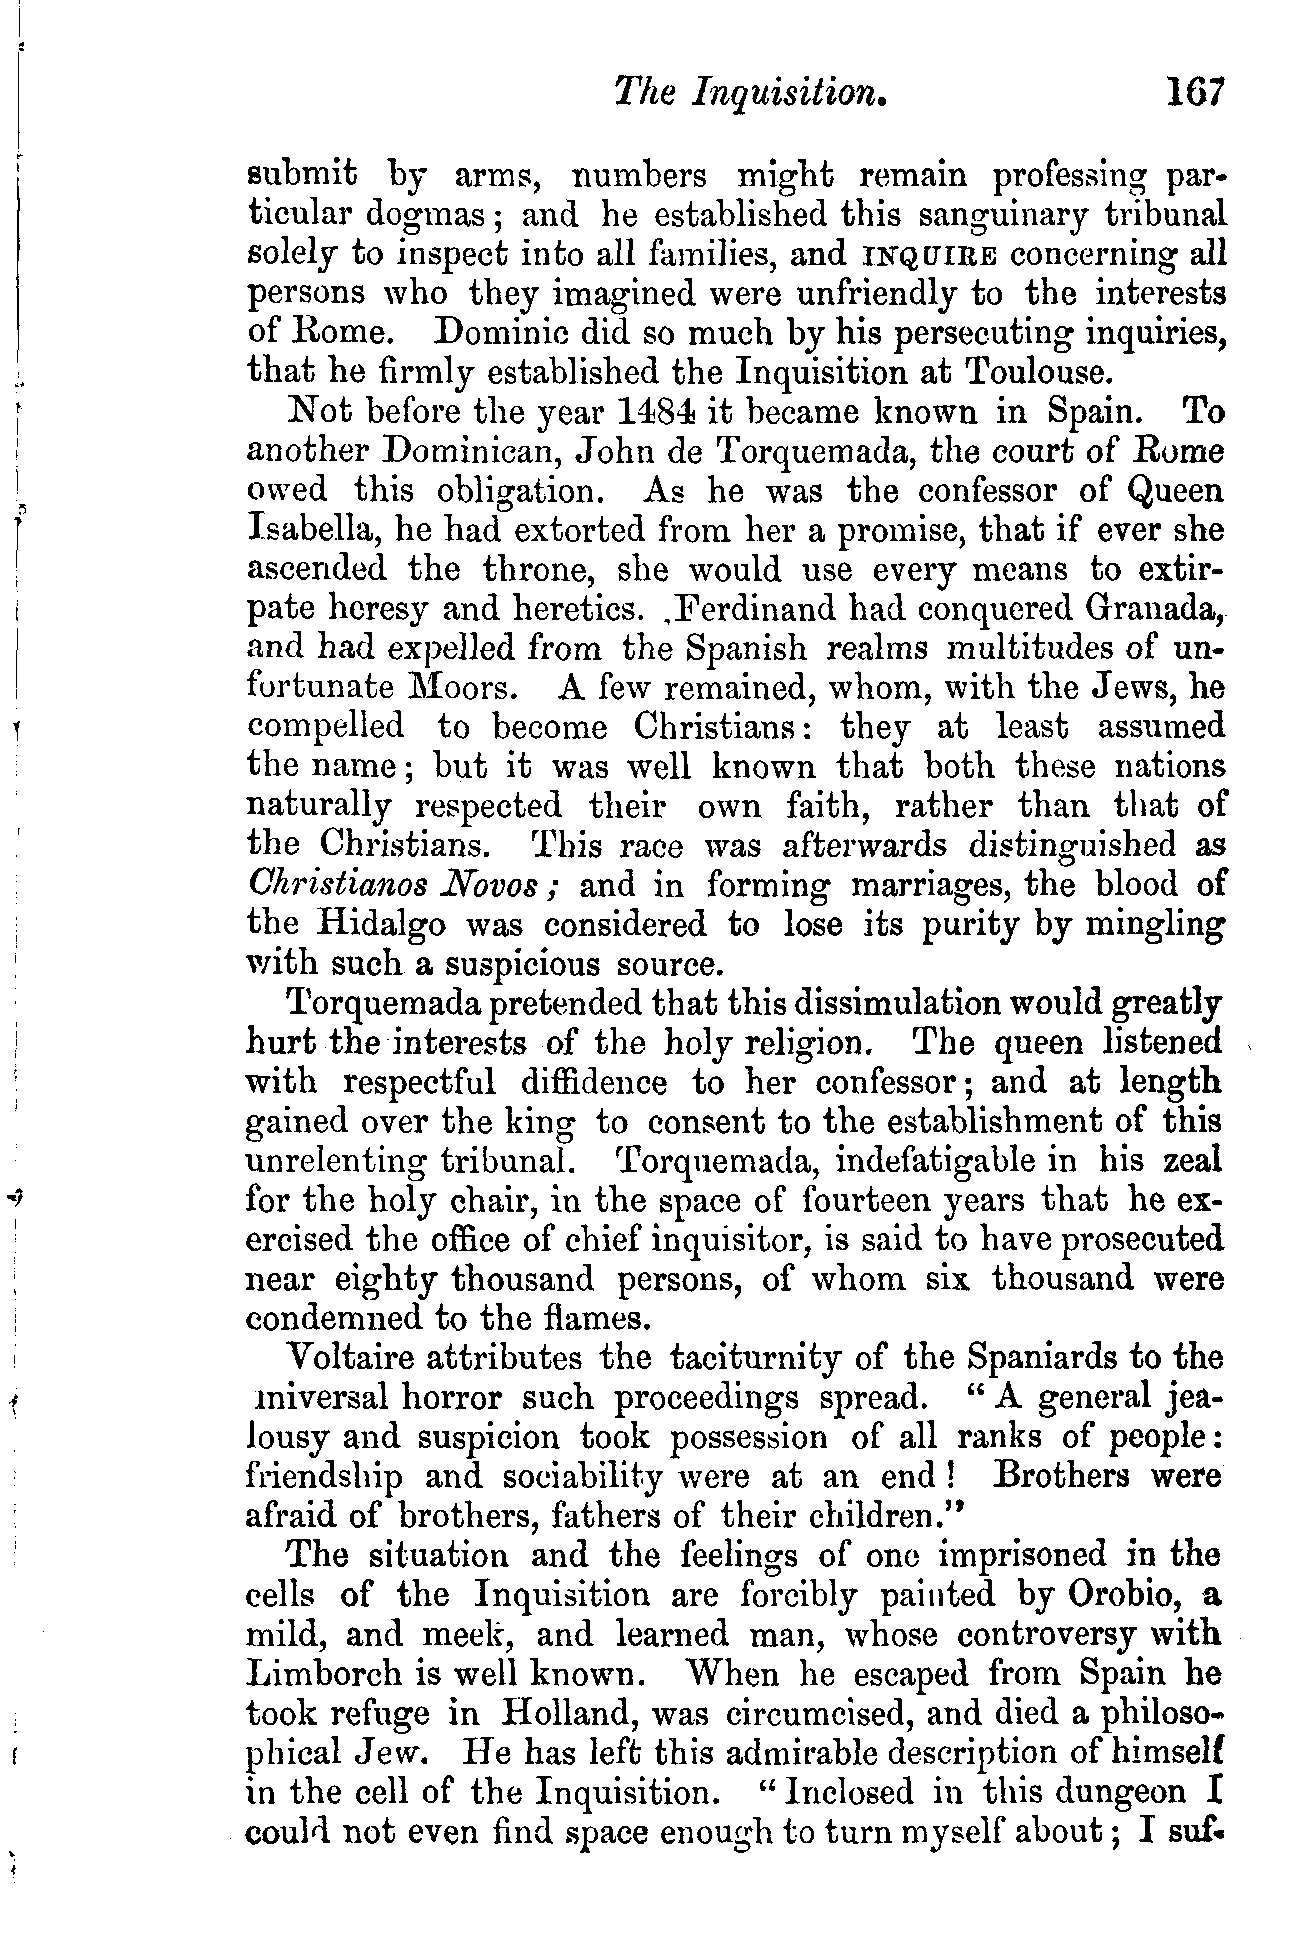 The Inquisition. 167
submit by arms, numbers might remain professing par-
ticular dogmas; and he established this sanguinary tribunal
solely to inspect into all families, and INQUIRE concerning all
persons who they imagined were unfriendly to the interests
of Rome. Dominic did so much by his persecuting inquiries,
that he firmly established the Inquisition at Toulouse.
Not before the year 1484 it became known in Spain. To
another Dominican, John de Torquemada, the court of Rome
owed this obligation. As he was the confessor of Queen
Isabella, he had extorted from her a promise, that if ever she
ascended the throne, she would use every means to extir-
pate heresy and heretics. Ferdinand had conquered Granada,
and had expelled from the Spanish realms multitudes of un-
fortunate Moors. A few remained, whom, with the Jews, he
compelled to become Christians: they at least assumed
the name; but it was well known that both these nations
naturally respected their own faith, rather than that of
the Christians. This race was afterwards distinguished as
Christianos Novos; and in forming marriages, the blood of
the Hidalgo was considered to lose its purity by mingling
with such a suspicious source.
Torquemada pretended that this dissimulation would greatly
hurt the interests of the holy religion. The queen listened
with respectful diffidence to her confessor; and at length
gained over the king to consent to the establishment of this
unrelenting tribunal. Torquemada, indefatigable in his zeal
for the holy chair, in the space of fourteen years that he ex-
ercised the office of chief inquisitor, is said to have prosecuted
near eighty thousand persons, of whom six thousand were
condemned to the flames.
Voltaire attributes the taciturnity of the Spaniards to the
universal horror such proceedings spread. "A general jea-
lousy and suspicion took possession of all ranks of people:
friendship and sociability were at an end! Brothers were
afraid of brothers, fathers of their children."
The situation and the feelings of one imprisoned in the
cells of the Inquisition are forcibly painted by Orobio, a
mild, and meek, and learned man, whose controversy with
Limborch is well known. When he escaped from Spain he
took refuge in Holland, was circumcised, and died a philoso-
phical Jew. He has left this admirable description of himself
in the cell of the Inquisition. "Inclosed in this dungeon I
could not even find space enough to turn myself about; I suf-